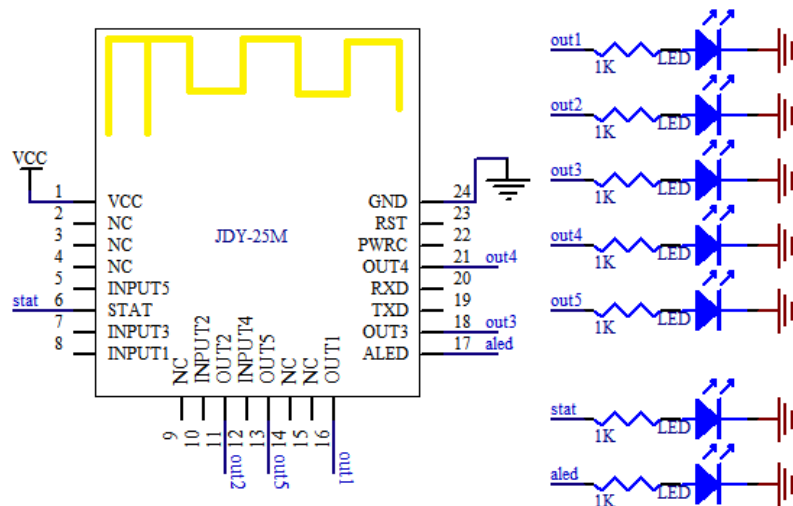 VCC
1 VCC
2 NC
3 NC
4 NC
5 INPUT5
stat 6 STAT
7 INPUT3
8 INPUT1
JDY-25M
GND 24
RST 23
PWRC 22
OUT4 21 out4
RXD 20
TXD 19
OUT3 18 out3
ALED 17 aled
NC 9
INPUT2 10
OUT2 11 out2
INPUT4 12
OUT5 13 out5
NC 14
NC 15
OUT1 16 out1
out1 1K LED
out2 1K LED
out3 1K LED
out4 1K LED
out5 1K LED
stat 1K LED
aled 1K LED